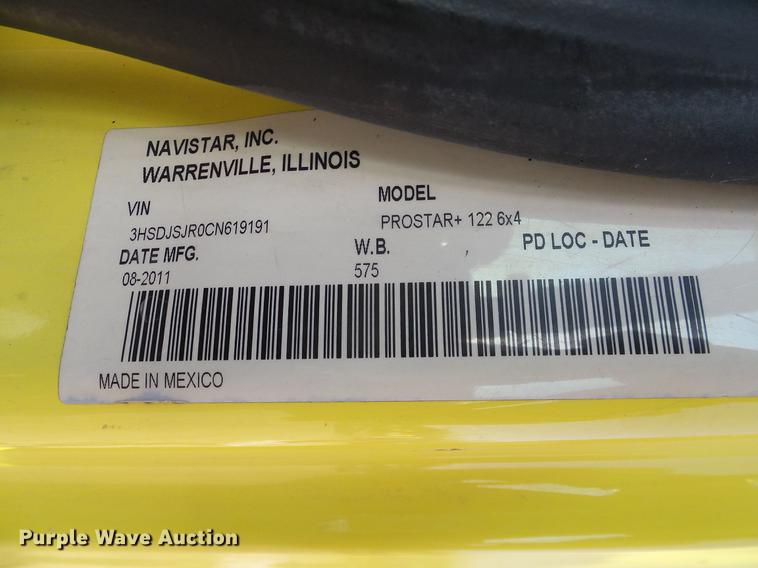 NAVISTAR, INC.
WARRENVILLE, ILLINOIS
VIN
MODEL
3HSDJSJR0CN619191
PROSTAR+ 122 6x4
DATE MFG.
W.B.
PD LOC - DATE
08-2011
575
MADE IN MEXICO
Purple Wave Auction